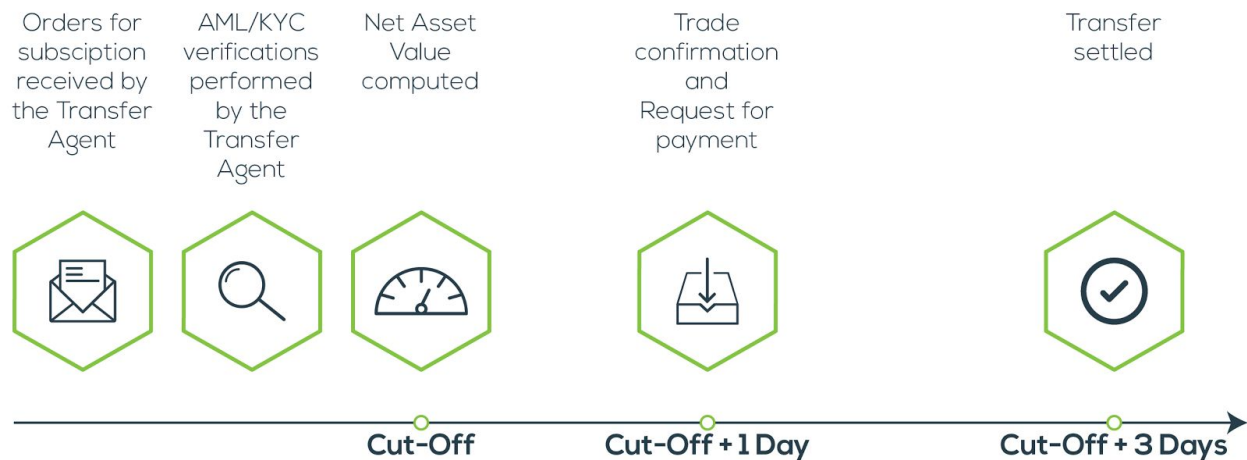 Orders for
subsciption
received by
the Transfer
Agent
AML/KYC
verifications
performed
by the
Transfer
Agent
Net Asset
Value
computed
Trade
confirmation
and
Request for
payment
Transfer
settled
Cut-Off
Cut-Off + 1 Day
Cut-Off + 3 Days